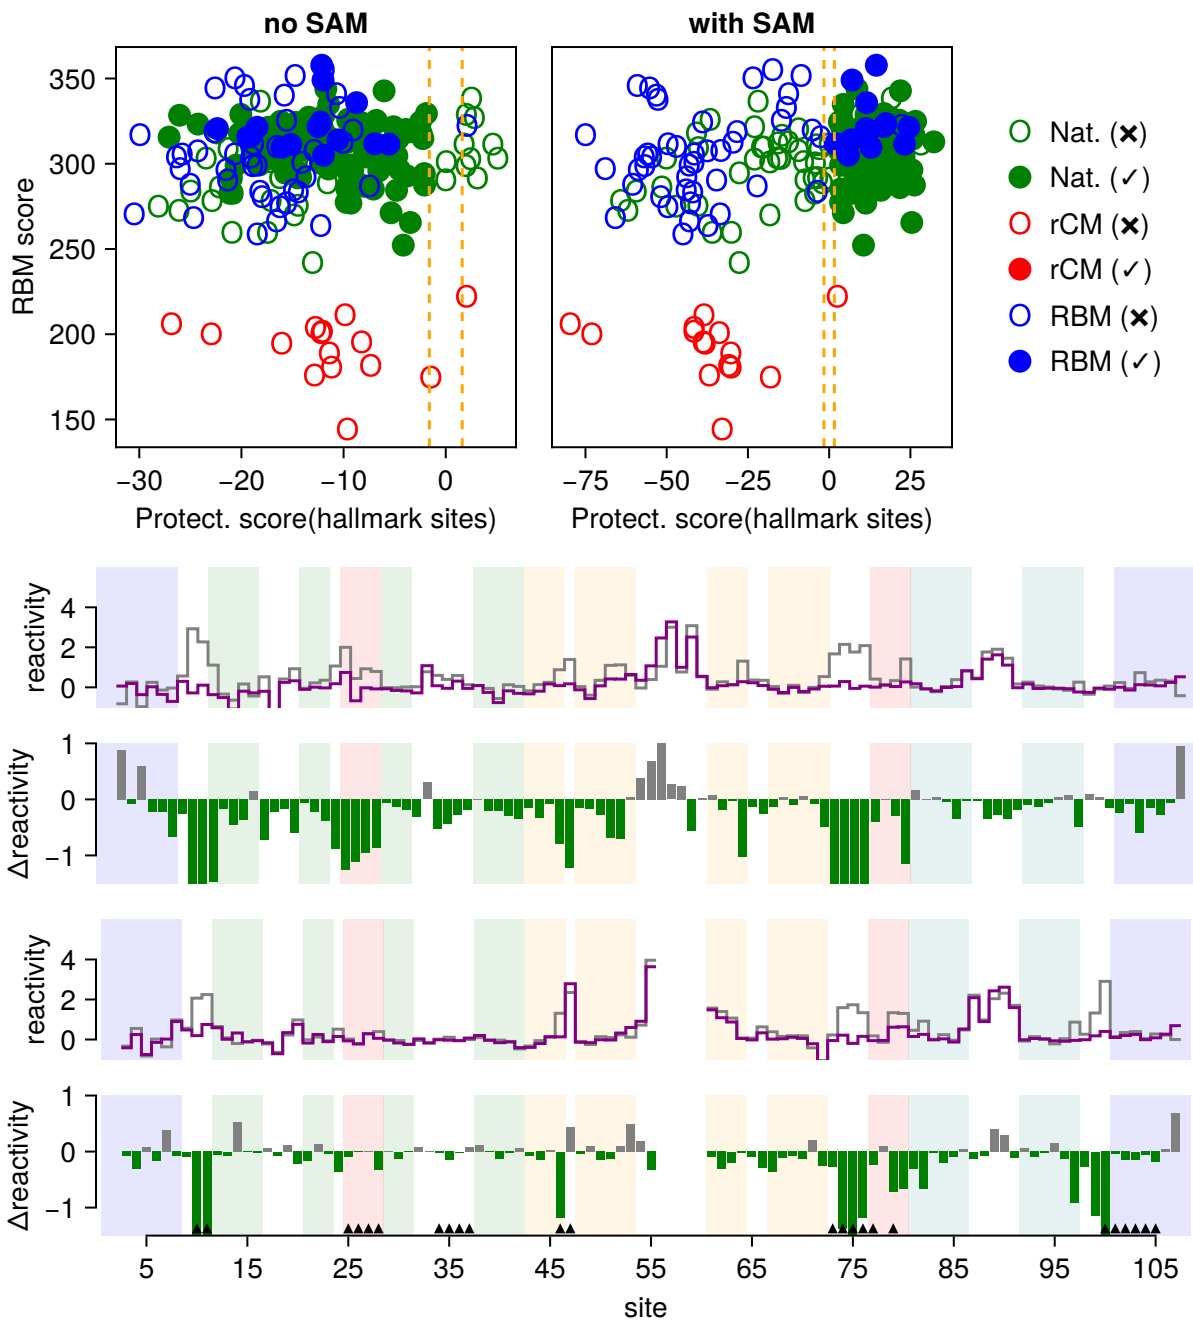 no SAM
with SAM
RBM score
350
300
250
200
150
−30
−20
−10
0
−75
−50
−25
0
25
Protect. score(hallmark sites)
Protect. score(hallmark sites)
Nat. (×)
Nat. (✓)
rCM (×)
rCM (✓)
RBM (×)
RBM (✓)
reactivity
4
2
0
Δreactivity
1
0
−1
reactivity
4
2
0
Δreactivity
1
0
−1
5
15
25
35
45
55
65
75
85
95
105
site